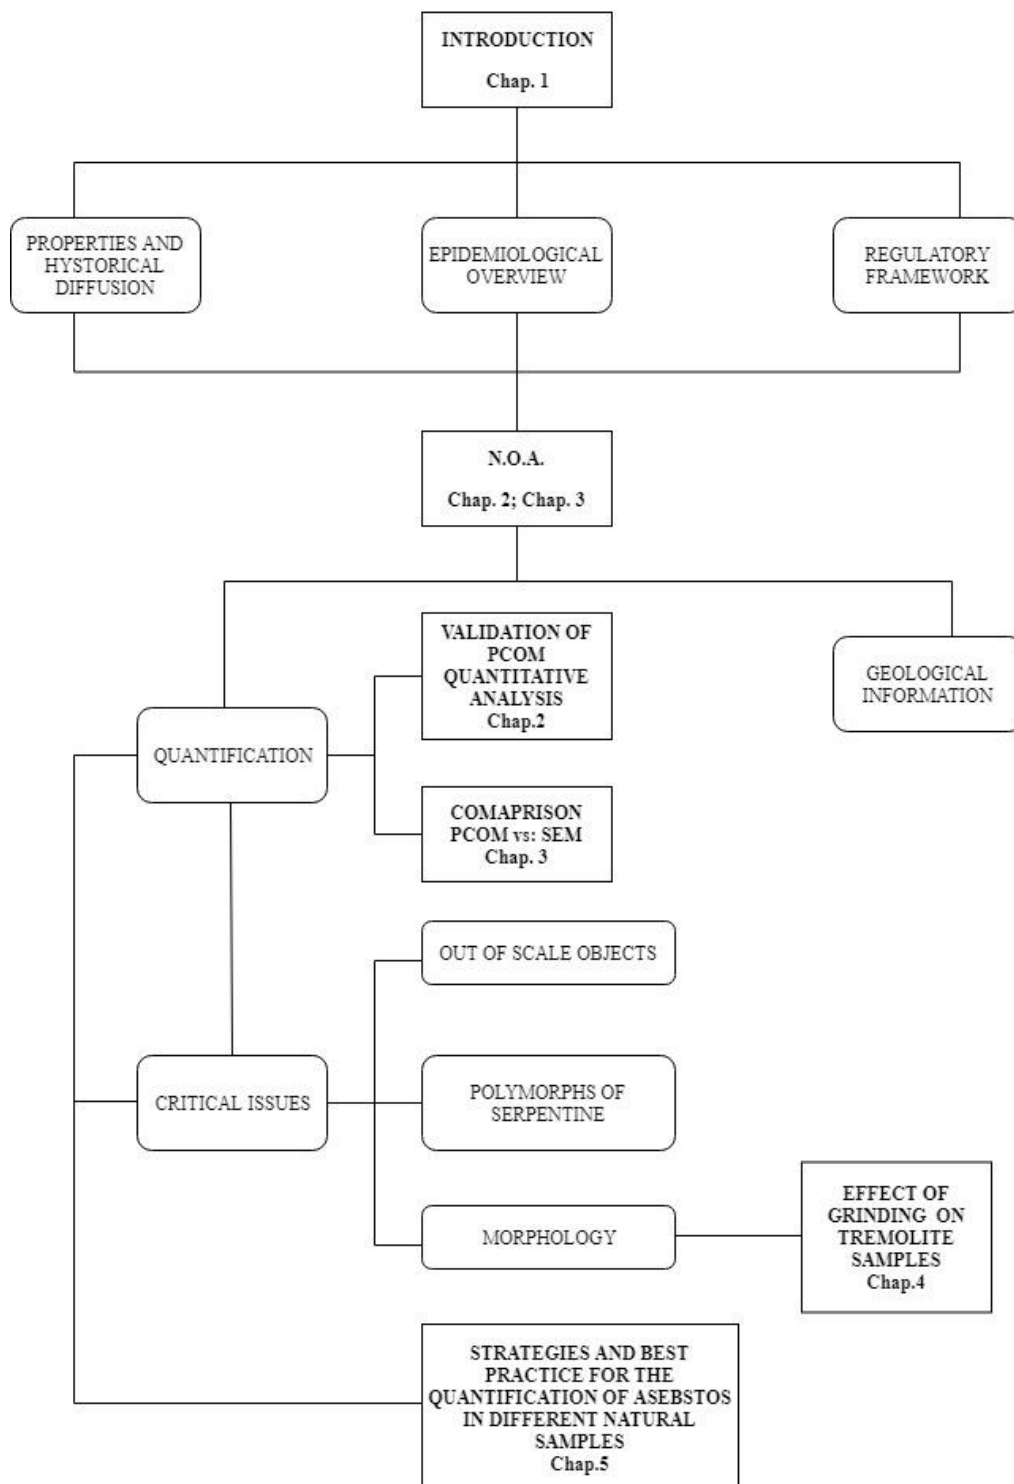 INTRODUCTION
Chap. 1
PROPERTIES AND
HYSTORICAL
DIFFUSION
EPIDEMIOLOGICAL
OVERVIEW
REGULATORY
FRAMEWORK
N.O.A.
Chap. 2; Chap. 3
VALIDATION OF
PCOM
QUANTITATIVE
ANALYSIS
Chap.2
GEOLOGICAL
INFORMATION
QUANTIFICATION
COMAPRISON
PCOM vs: SEM
Chap. 3
OUT OF SCALE OBJECTS
CRITICAL ISSUES
POLYMORPHS OF
SERPENTINE
MORPHOLOGY
EFFECT OF
GRINDING ON
TREMOLITE
SAMPLES
Chap.4
STRATEGIES AND BEST
PRACTICE FOR THE
QUANTIFICATION OF ASEBSTOS
IN DIFFERENT NATURAL
SAMPLES
Chap.5